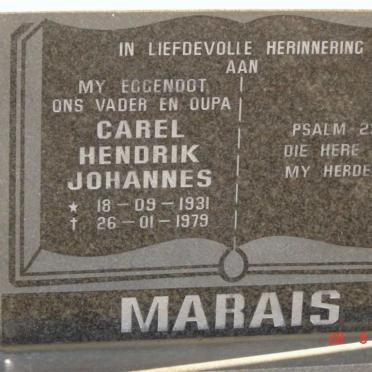 IN LIEFDEVOLLE HERINNERING
AAN
MY EGGENOOT
ONS VADER EN OUPA
CAREL
HENDRIK
JOHANNES
★ 18 – 09 – 1931
† 26 – 01 – 1979
PSALM
DIE HERE
MY HERDE
MARAIS